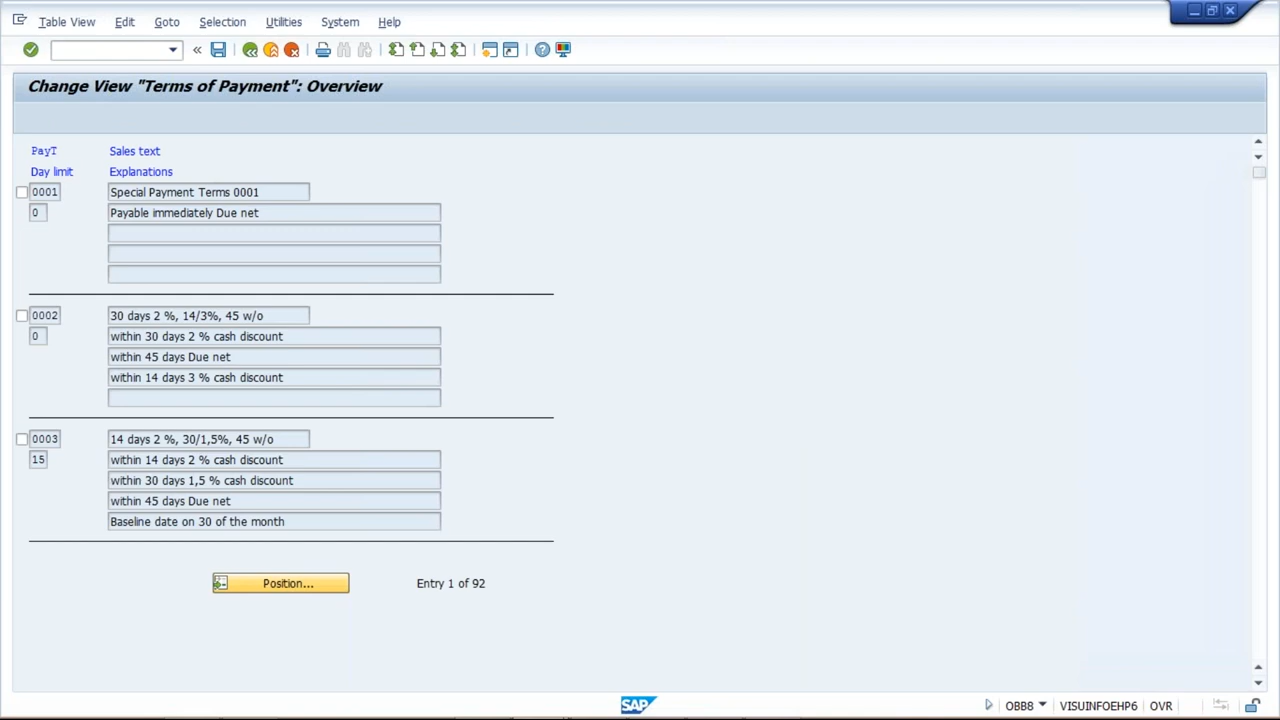 Table View Edit Goto Selection Utilities System Help
Change View "Terms of Payment": Overview
PayT Sales text
Day limit Explanations
0001 Special Payment Terms 0001
0 Payable immediately Due net
0002 30 days 2 %, 14/3%, 45 w/o
0 within 30 days 2 % cash discount
within 45 days Due net
within 14 days 3 % cash discount
0003 14 days 2 %, 30/1,5%, 45 w/o
15 within 14 days 2 % cash discount
within 30 days 1,5 % cash discount
within 45 days Due net
Baseline date on 30 of the month
Position... Entry 1 of 92
SAP OBB8 VISUINFOEHP6 OVR